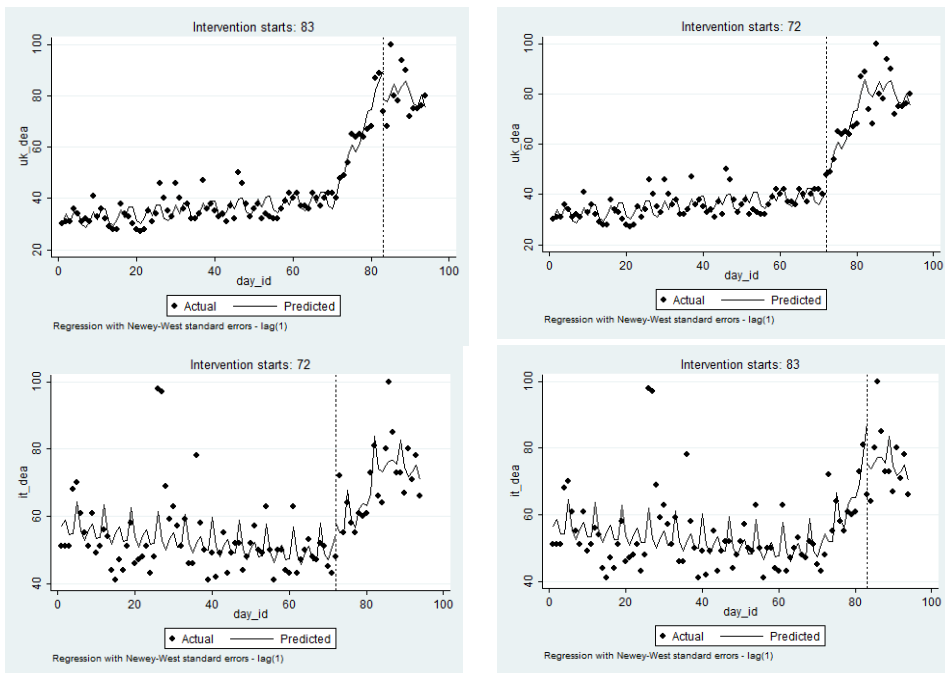 Intervention starts: 83
100
80
60
40
20
uk_dea
0
20
40
60
80
100
day_id
Actual
Predicted
Regression with Newey-West standard errors - lag(1)
Intervention starts: 72
100
80
60
40
20
uk_dea
0
20
40
60
80
100
day_id
Actual
Predicted
Regression with Newey-West standard errors - lag(1)
Intervention starts: 72
100
80
60
40
it_dea
0
20
40
60
80
100
day_id
Actual
Predicted
Regression with Newey-West standard errors - lag(1)
Intervention starts: 83
100
80
60
40
it_dea
0
20
40
60
80
100
day_id
Actual
Predicted
Regression with Newey-West standard errors - lag(1)